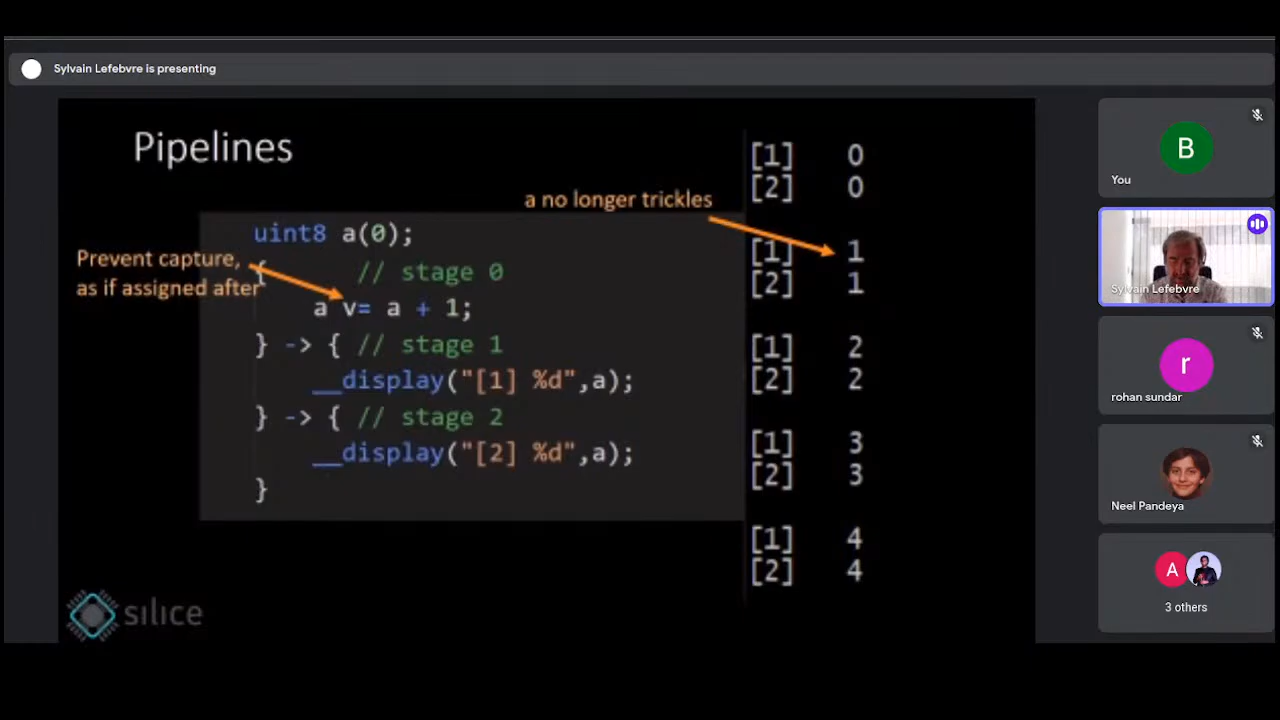 Sylvain Lefebvre is presenting
Pipelines
a no longer trickles
Prevent capture,
as if assigned after
uint8 a(0);
{ // stage 0
a v= a + 1;
} -> { // stage 1
__display("[1] %d",a);
} -> { // stage 2
__display("[2] %d",a);
}
[1] 0
[2] 0
[1] 1
[2] 1
[1] 2
[2] 2
[1] 3
[2] 3
[1] 4
[2] 4
silice
B
You
Sylvain Lefebvre
r
rohan sundar
Neel Pandeya
A
3 others